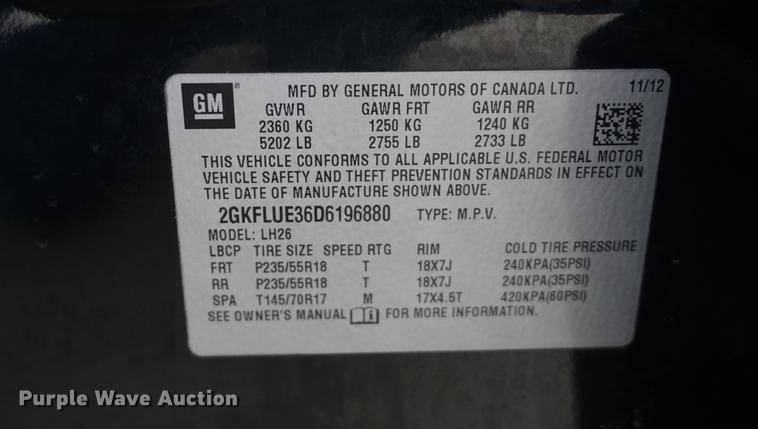 GM
MFD BY GENERAL MOTORS OF CANADA LTD. 11/12
GVWR GAWR FRT GAWR RR
2360 KG 1250 KG 1240 KG
5202 LB 2755 LB 2733 LB
THIS VEHICLE CONFORMS TO ALL APPLICABLE U.S. FEDERAL MOTOR
VEHICLE SAFETY AND THEFT PREVENTION STANDARDS IN EFFECT ON
THE DATE OF MANUFACTURE SHOWN ABOVE.
2GKFLUE36D6196880 TYPE: M.P.V.
MODEL: LH26
LBCP TIRE SIZE SPEED RTG RIM COLD TIRE PRESSURE
FRT P235/55R18 T 18X7J 240KPA(35PSI)
RR P235/55R18 T 18X7J 240KPA(35PSI)
SPA T145/70R17 M 17X4.5T 420KPA(60PSI)
SEE OWNER'S MANUAL i FOR MORE INFORMATION.
Purple Wave Auction